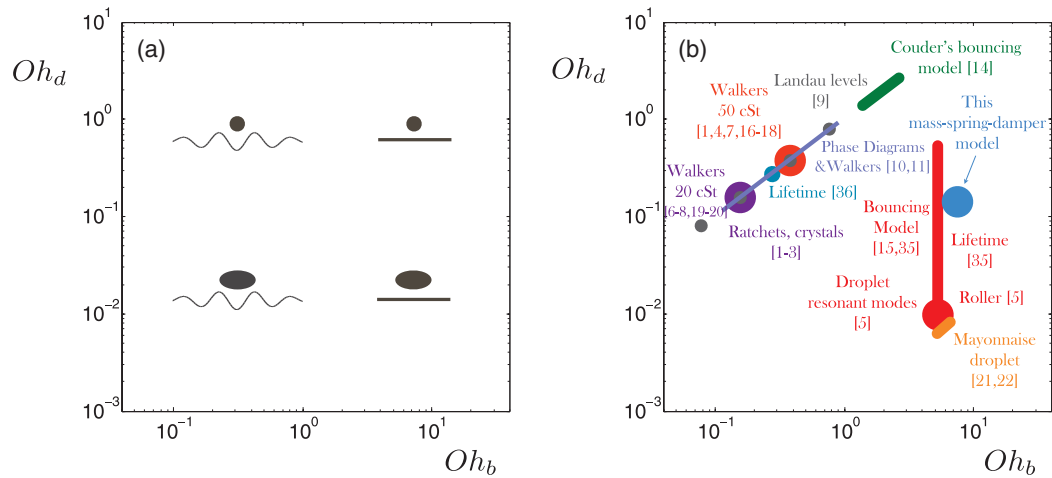 (a)
Oh_d
10^1
10^0
10^{-1}
10^{-2}
10^{-3}
10^{-1}
10^0
10^1
Oh_b
(b)
Oh_d
10^1
10^0
10^{-1}
10^{-2}
10^{-3}
10^{-1}
10^0
10^1
Oh_b
Couder's bouncing
model [14]
Landau levels
[9]
Walkers
50 cSt
[1,4,7,16-18]
This
mass-spring-damper
model
Phase Diagrams
&Walkers [10,11]
Walkers
20 cSt
[6-8,19-20]
Lifetime [36]
Ratchets, crystals
[1-3]
Bouncing
Model
[15,35]
Lifetime
[35]
Droplet
resonant modes
[5]
Roller [5]
Mayonnaise
droplet
[21,22]